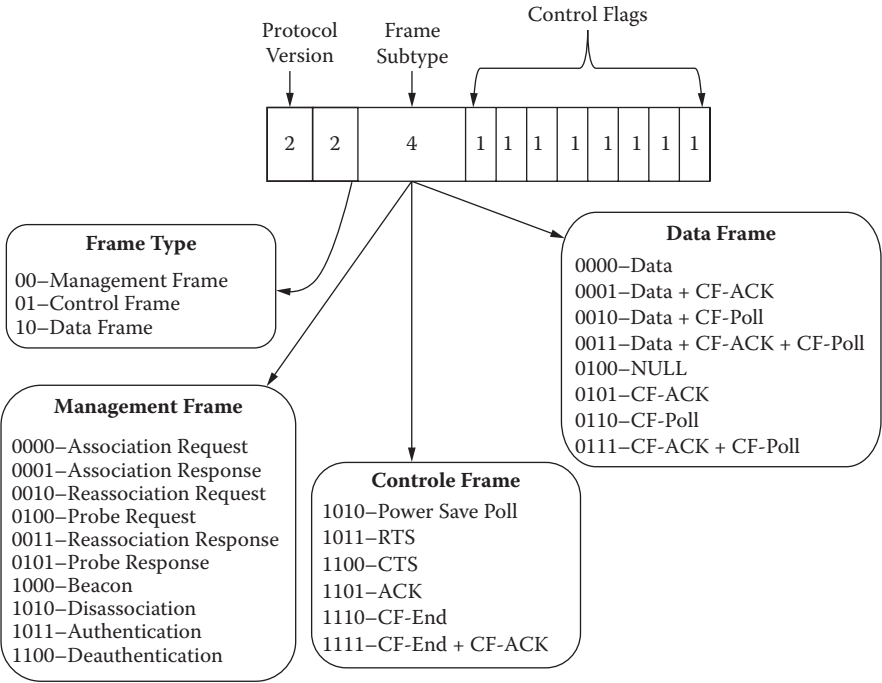 Protocol
Version
Frame
Subtype
Control Flags
2 2 4 1 1 1 1 1 1 1 1
Frame Type
00–Management Frame
01–Control Frame
10–Data Frame
Management Frame
0000–Association Request
0001–Association Response
0010–Reassociation Request
0100–Probe Request
0011–Reassociation Response
0101–Probe Response
1000–Beacon
1010–Disassociation
1011–Authentication
1100–Deauthentication
Controle Frame
1010–Power Save Poll
1011–RTS
1100–CTS
1101–ACK
1110–CF-End
1111–CF-End + CF-ACK
Data Frame
0000–Data
0001–Data + CF-ACK
0010–Data + CF-Poll
0011–Data + CF-ACK + CF-Poll
0100–NULL
0101–CF-ACK
0110–CF-Poll
0111–CF-ACK + CF-Poll